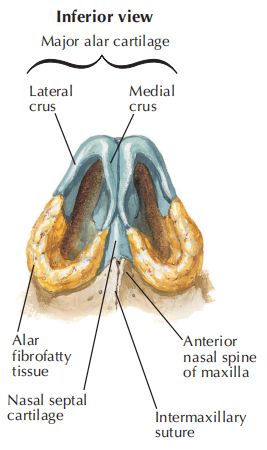 Inferior view
Major alar cartilage
Lateral
crus
Medial
crus
Alar
fibrofatty
tissue
Anterior
nasal spine
of maxilla
Nasal septal
cartilage
Intermaxillary
suture